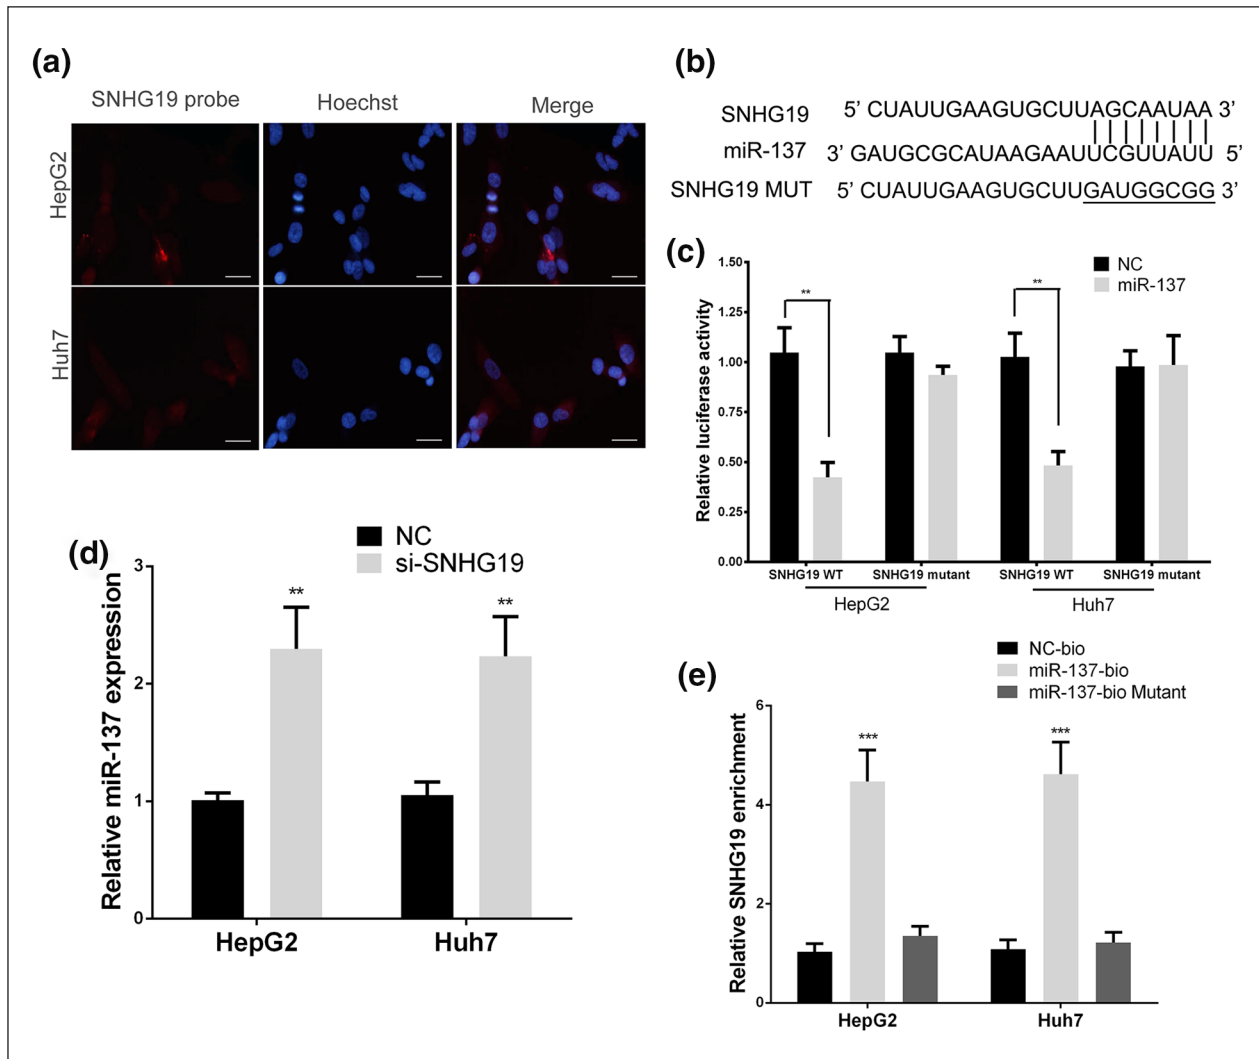 (a)
SNHG19 probe
Hoechst
Merge
HepG2
Huh7
(b)
SNHG19 5’ CUAUUGAAGUGCUUAGCAAUAA 3’
miR-137 3’ GAUGCGCAUAAGAAUUCGUUAUU 5’
SNHG19 MUT 5’ CUAUUGAAGUGCUUGAUGGCGG 3’
(c)
NC
miR-137
Relative luciferase activity
1.50
1.25
1.00
0.75
0.50
0.25
0.00
**
**
SNHG19 WT
SNHG19 mutant
SNHG19 WT
SNHG19 mutant
HepG2
Huh7
(d)
NC
si-SNHG19
Relative miR-137 expression
3
2
1
0
**
**
HepG2
Huh7
(e)
NC-bio
miR-137-bio
miR-137-bio Mutant
Relative SNHG19 enrichment
6
4
2
0
***
***
HepG2
Huh7